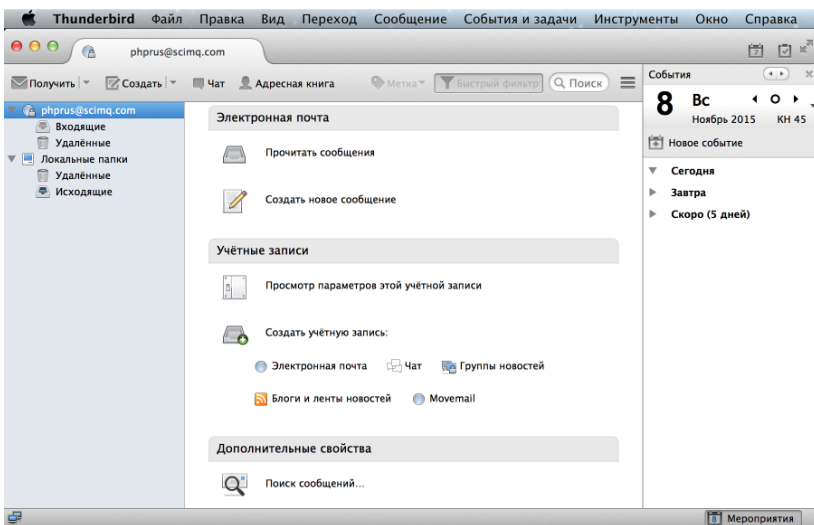 Thunderbird Файл Правка Вид Переход Сообщение События и задачи Инструменты Окно Справка
phprus@scimq.com
Получить Создать Чат Адресная книга Метка Быстрый фильтр Поиск
phprus@scimq.com
Входящие
Удалённые
Локальные папки
Удалённые
Исходящие
Электронная почта
Прочитать сообщения
Создать новое сообщение
Учётные записи
Просмотр параметров этой учётной записи
Создать учётную запись:
Электронная почта Чат Группы новостей
Блоги и ленты новостей Movemail
Дополнительные свойства
Поиск сообщений...
События
8 Вс
Ноябрь 2015 КН 45
Новое событие
Сегодня
Завтра
Скоро (5 дней)
Мероприятия